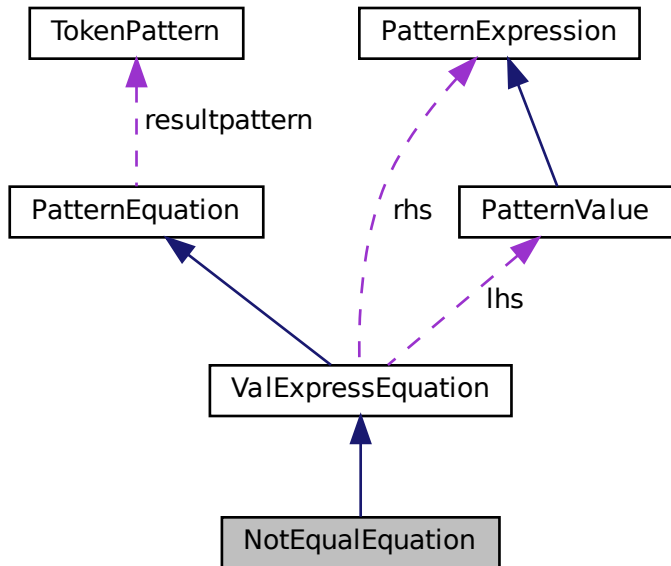 TokenPattern
PatternExpression
resultpattern
PatternEquation
rhs
PatternValue
lhs
ValExpressEquation
NotEqualEquation